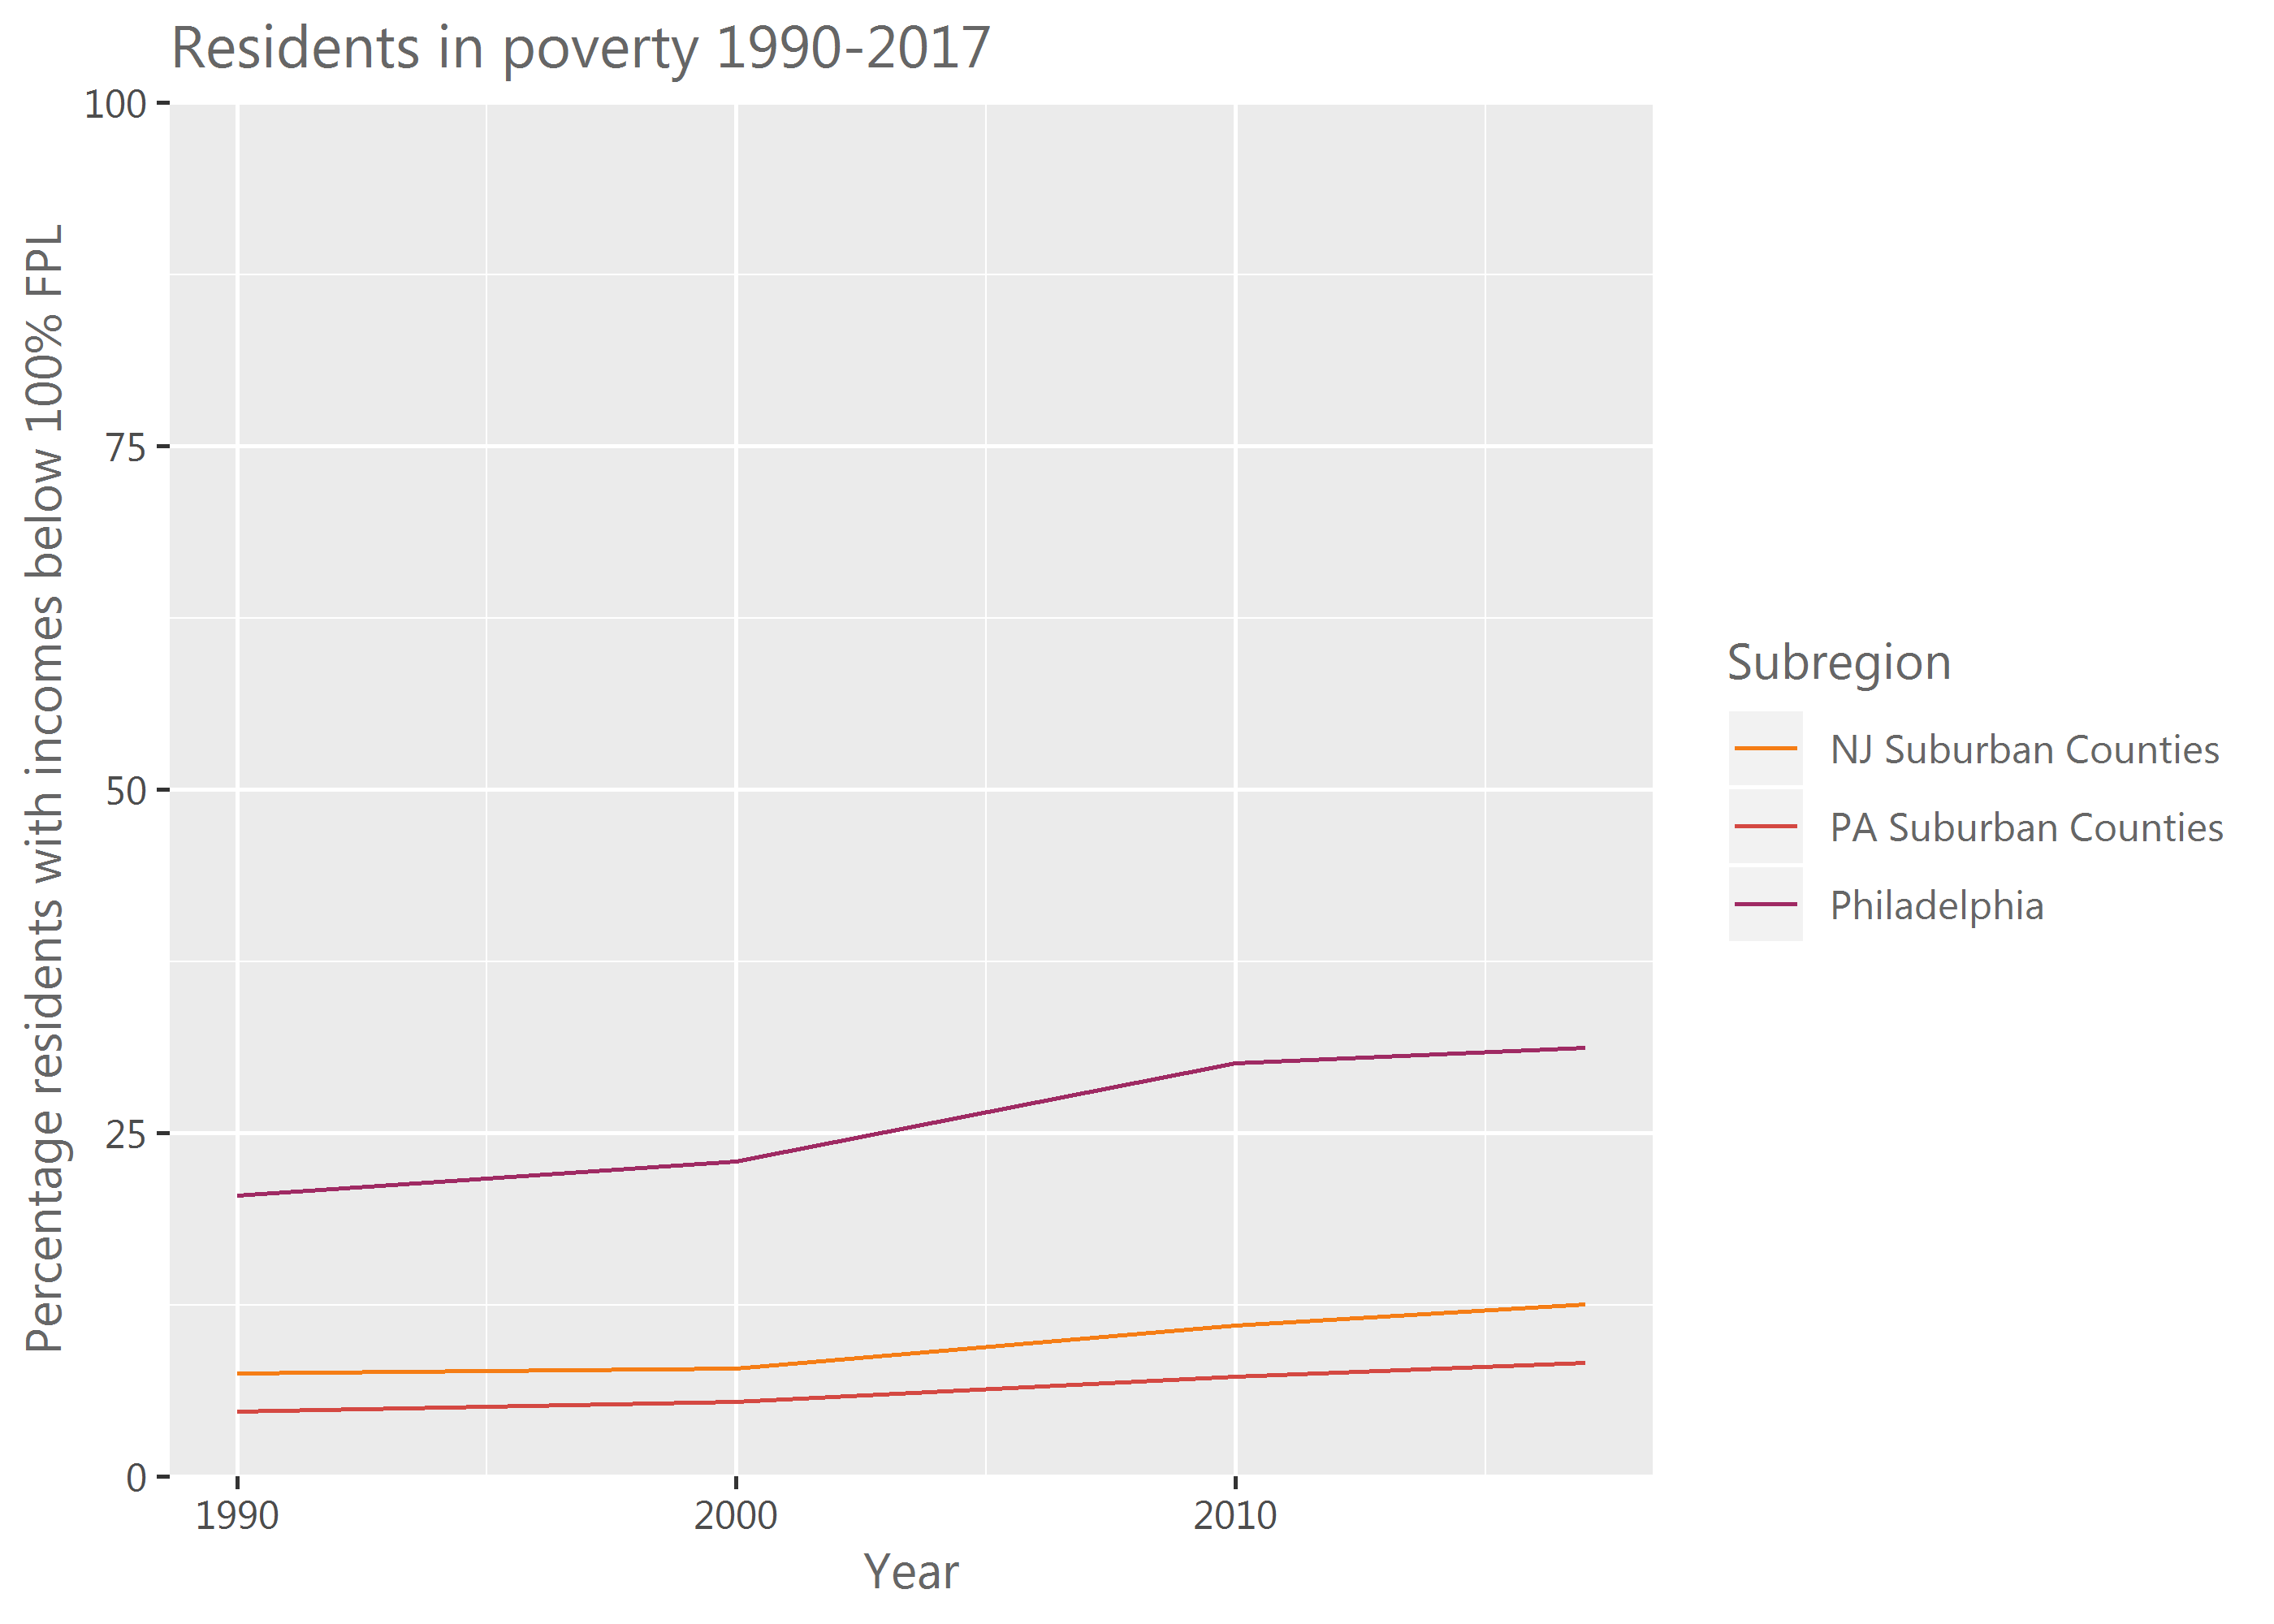 Residents in poverty 1990-2017
Percentage residents with incomes below 100% FPL
100
75
50
25
0
1990 2000 2010
Year
Subregion
NJ Suburban Counties
PA Suburban Counties
Philadelphia